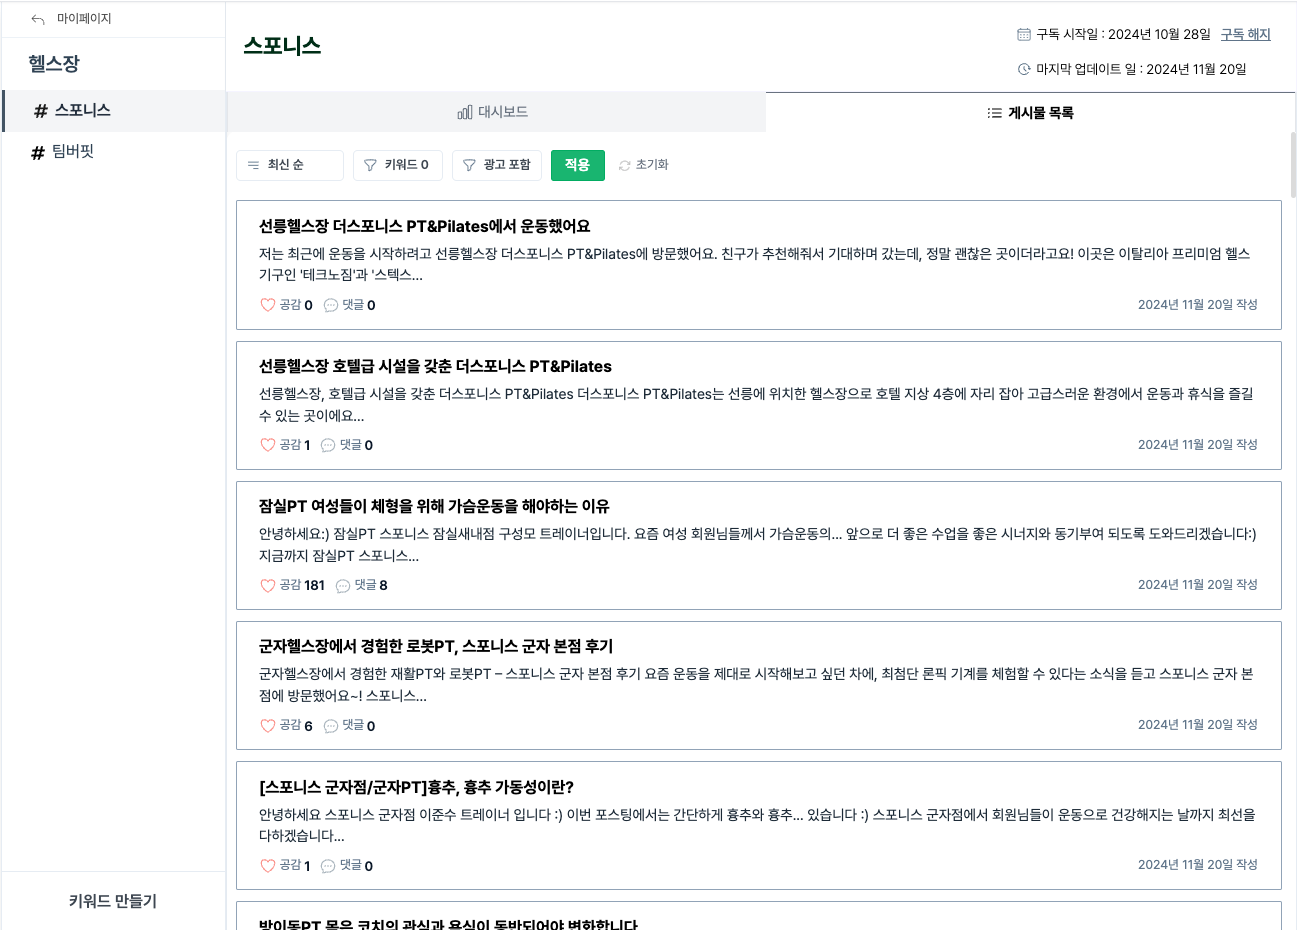 마이페이지
헬스장
# 스포니스
# 팀버핏
키워드 만들기
스포니스
구독 시작일 : 2024년 10월 28일 구독 해지
마지막 업데이트 일 : 2024년 11월 20일
대시보드
게시물 목록
최신 순
키워드 0
광고 포함
적용
초기화
선릉헬스장 더스포니스 PT&Pilates에서 운동했어요
저는 최근에 운동을 시작하려고 선릉헬스장 더스포니스 PT&Pilates에 방문했어요. 친구가 추천해줘서 기대하며 갔는데, 정말 괜찮은 곳이더라고요! 이곳은 이탈리아 프리미엄 헬스
기구인 '테크노짐'과 '스텍스...
공감 0 댓글 0
2024년 11월 20일 작성
선릉헬스장 호텔급 시설을 갖춘 더스포니스 PT&Pilates
선릉헬스장, 호텔급 시설을 갖춘 더스포니스 PT&Pilates 더스포니스 PT&Pilates는 선릉에 위치한 헬스장으로 호텔 지상 4층에 자리 잡아 고급스러운 환경에서 운동과 휴식을 즐길
수 있는 곳이에요...
공감 1 댓글 0
2024년 11월 20일 작성
잠실PT 여성들이 체형을 위해 가슴운동을 해야하는 이유
안녕하세요:) 잠실PT 스포니스 잠실새내점 구성모 트레이너입니다. 요즘 여성 회원님들께서 가슴운동의... 앞으로 더 좋은 수업을 좋은 시너지와 동기부여 되도록 도와드리겠습니다:)
지금까지 잠실PT 스포니스...
공감 181 댓글 8
2024년 11월 20일 작성
군자헬스장에서 경험한 로봇PT, 스포니스 군자 본점 후기
군자헬스장에서 경험한 재활PT와 로봇PT – 스포니스 군자 본점 후기 요즘 운동을 제대로 시작해보고 싶던 차에, 최첨단 론픽 기계를 체험할 수 있다는 소식을 듣고 스포니스 군자 본
점에 방문했어요~! 스포니스...
공감 6 댓글 0
2024년 11월 20일 작성
[스포니스 군자점/군자PT]흉추, 흉추 가동성이란?
안녕하세요 스포니스 군자점 이준수 트레이너 입니다 :) 이번 포스팅에서는 간단하게 흉추와 흉추... 있습니다 :) 스포니스 군자점에서 회원님들이 운동으로 건강해지는 날까지 최선을
다하겠습니다...
공감 1 댓글 0
2024년 11월 20일 작성
방이동PT 몸은 코치의 관심과 욕심이 동반되어야 변화합니다